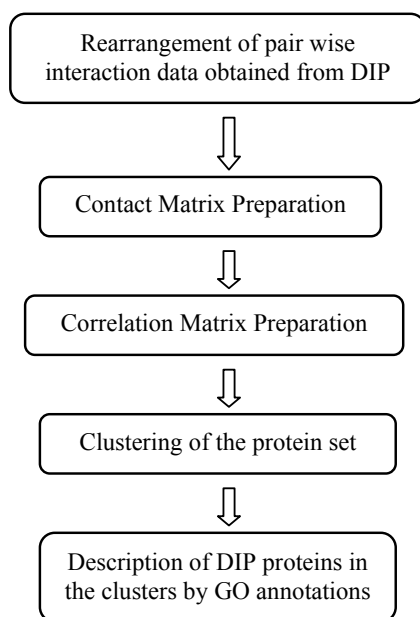 Rearrangement of pair wise
interaction data obtained from DIP
Contact Matrix Preparation
Correlation Matrix Preparation
Clustering of the protein set
Description of DIP proteins in
the clusters by GO annotations